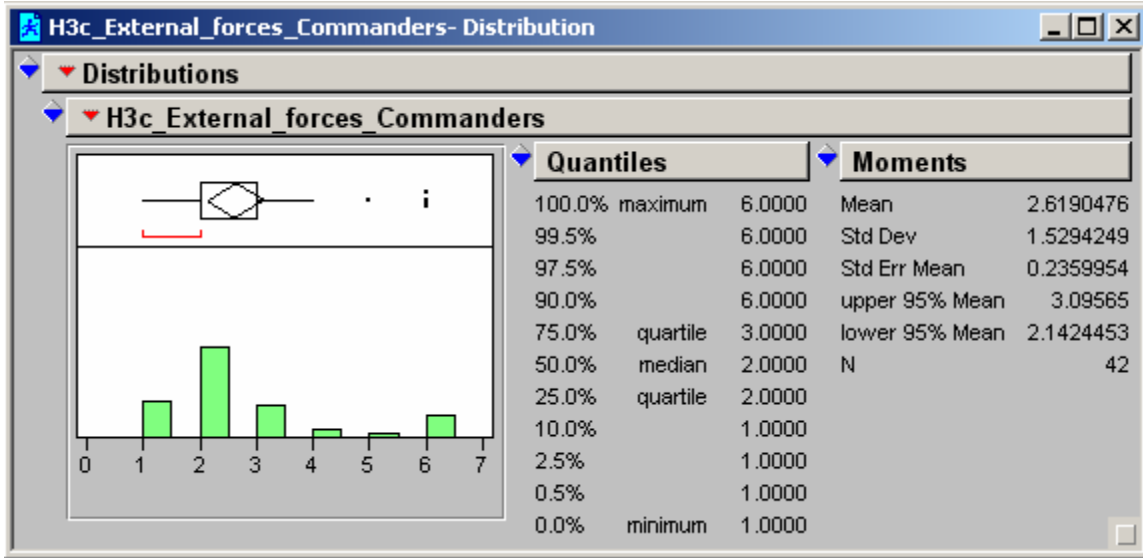 H3c_External_forces_Commanders- Distribution
Distributions
H3c_External_forces_Commanders
0 1 2 3 4 5 6 7
Quantiles
100.0% maximum 6.0000
99.5% 6.0000
97.5% 6.0000
90.0% 6.0000
75.0% quartile 3.0000
50.0% median 2.0000
25.0% quartile 2.0000
10.0% 1.0000
2.5% 1.0000
0.5% 1.0000
0.0% minimum 1.0000
Moments
Mean 2.6190476
Std Dev 1.5294249
Std Err Mean 0.2359954
upper 95% Mean 3.09565
lower 95% Mean 2.1424453
N 42